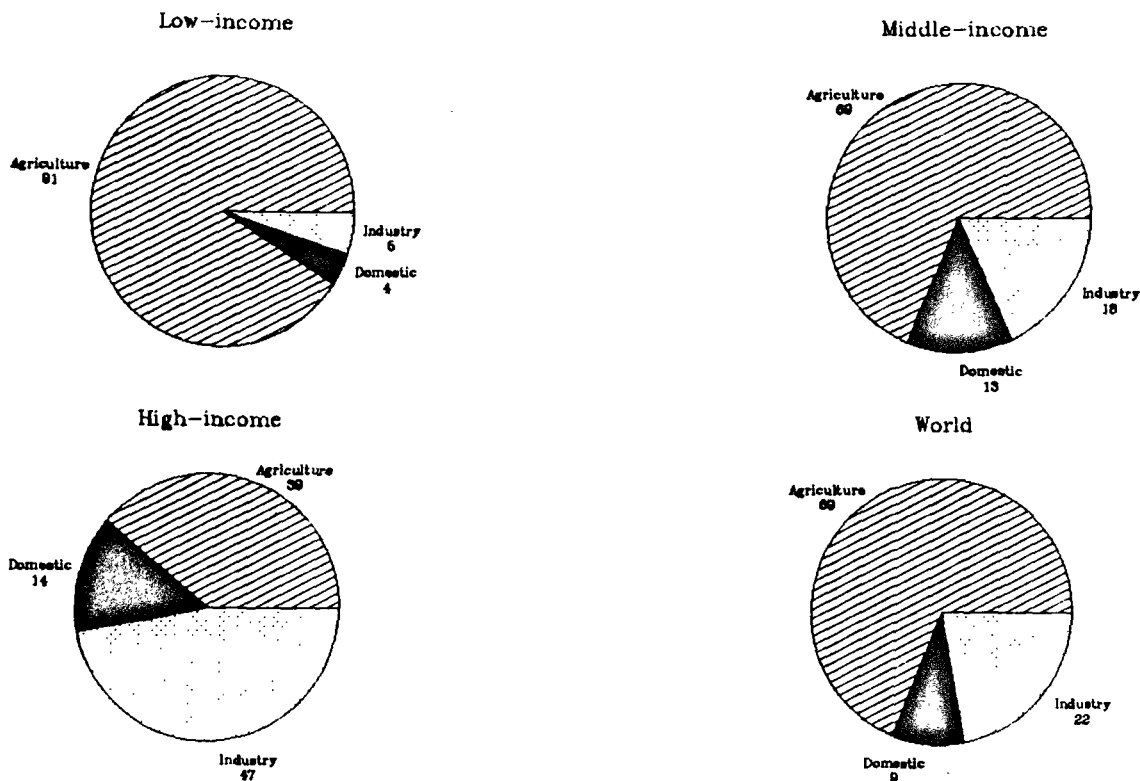 Low-income
Agriculture
91
Industry
5
Domestic
4
Middle-income
Agriculture
69
Industry
18
Domestic
13
High-income
Agriculture
39
Domestic
14
Industry
47
World
Agriculture
69
Industry
22
Domestic
9